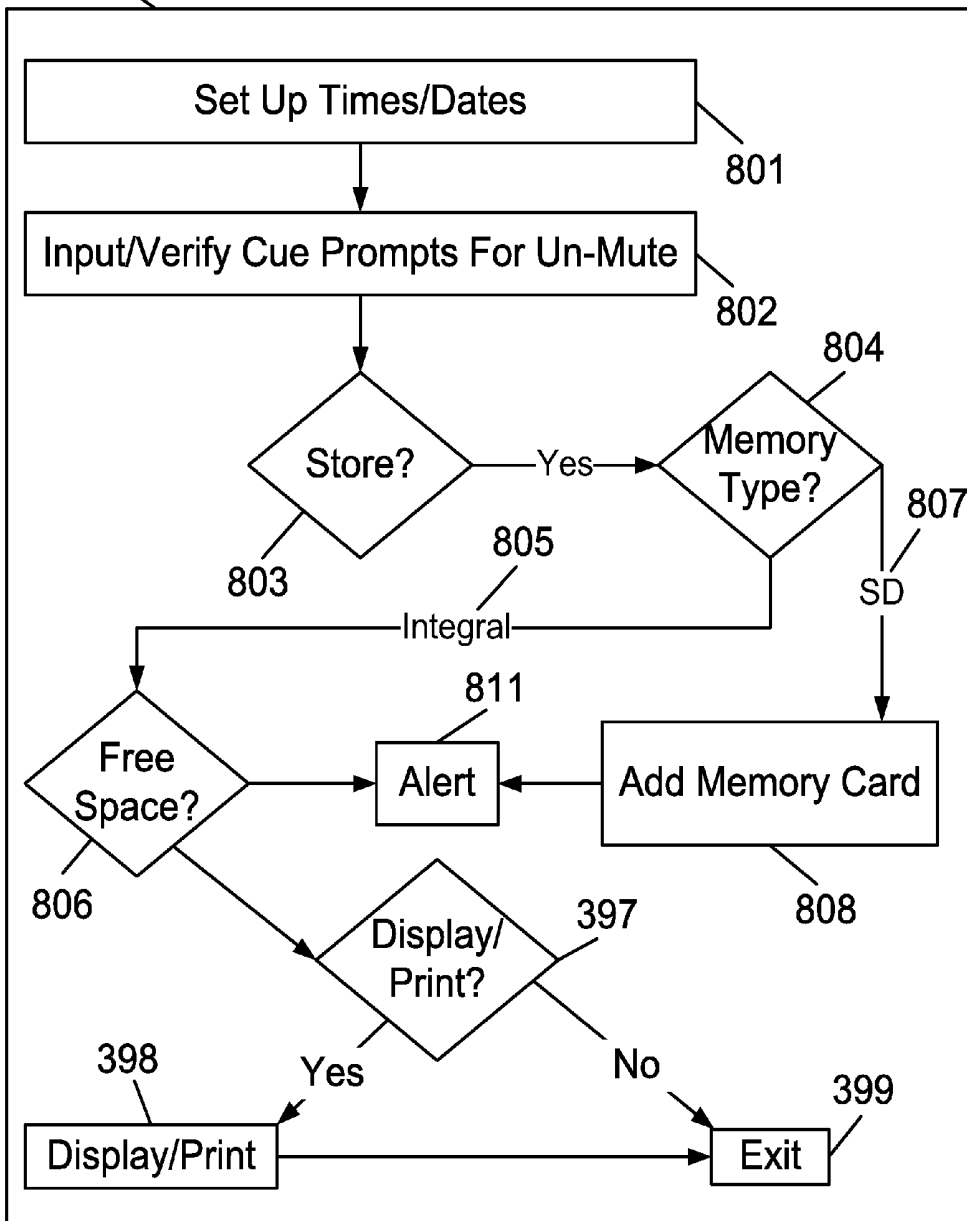 Set Up Times/Dates
801
Input/Verify Cue Prompts For Un-Mute
802
804
Store?
Yes
Memory
Type?
803
805
807
Integral
SD
811
Free
Space?
Alert
Add Memory Card
806
808
397
Display/
Print?
398
Yes
No
399
Display/Print
Exit